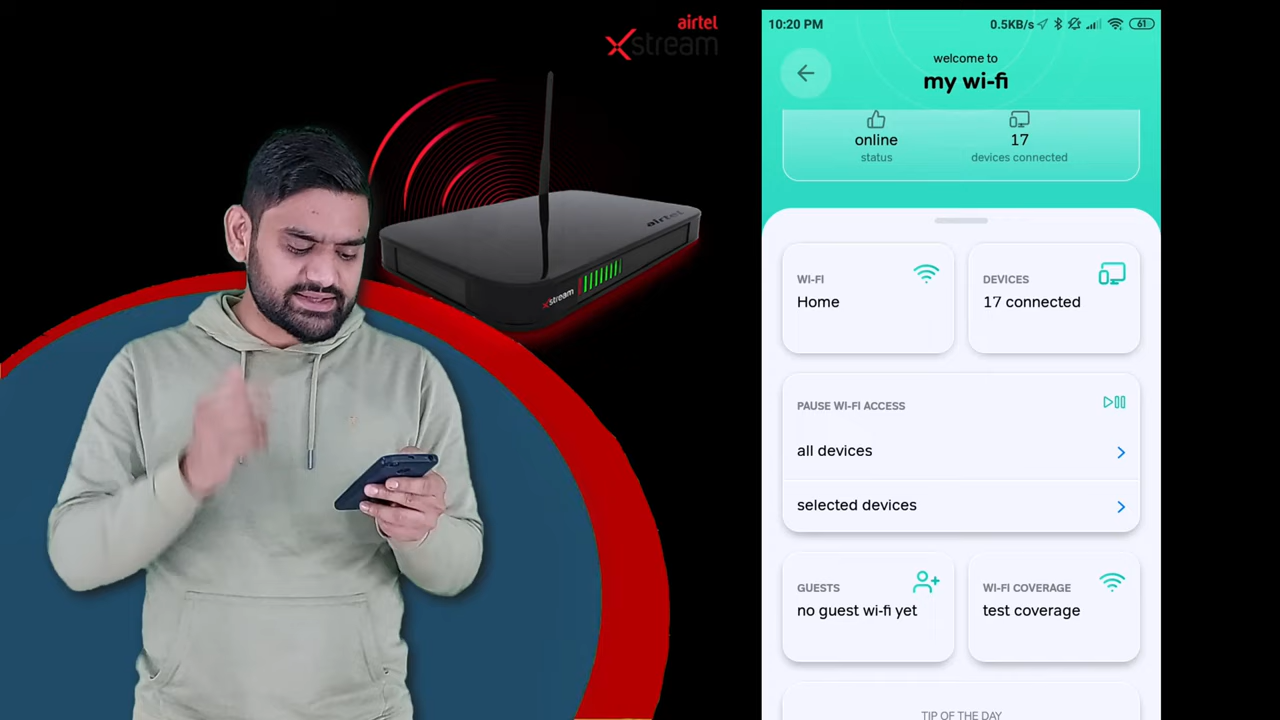 airtel
Xstream
airtel
xstream
10:20 PM
0.5KB/s
61
welcome to
my wi-fi
online
status
17
devices connected
WI-FI
Home
DEVICES
17 connected
PAUSE WI-FI ACCESS
all devices
selected devices
GUESTS
no guest wi-fi yet
WI-FI COVERAGE
test coverage
TIP OF THE DAY